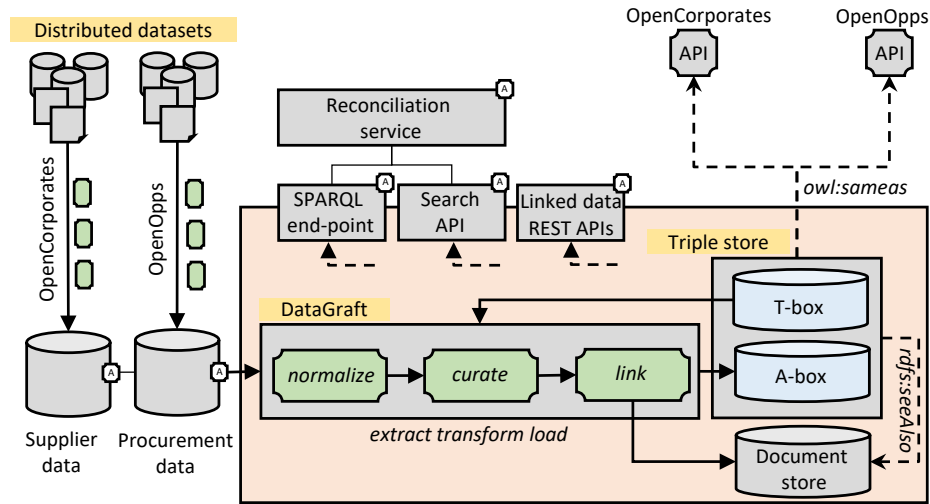 OpenCorporates
OpenOpps
API
API
Distributed datasets
A
Reconciliation
service
OpenCorporates
OpenOpps
owl:sameas
A
A
A
SPARQL
end-point
Search
API
Linked data
REST APIs
Triple store
T-box
DataGraft
normalize
curate
link
A-box
rdfs:seeAlso
A
A
extract transform load
Supplier
data
Procurement
data
Document
store